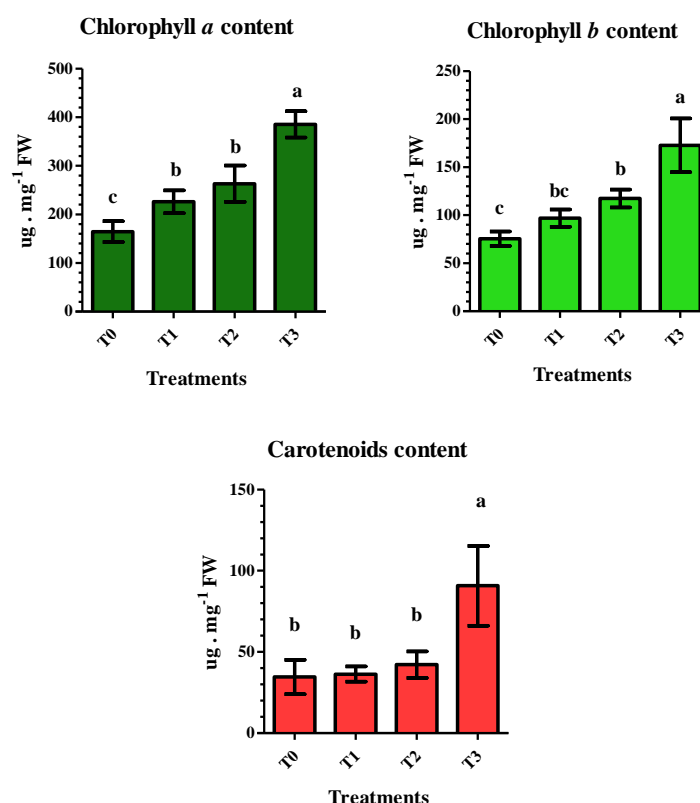 Chlorophyll a content
ug . mg-1 FW
500
400
300
200
100
0
c
b
b
a
T0
T1
T2
T3
Treatments
Chlorophyll b content
ug . mg-1 FW
250
200
150
100
50
0
c
bc
b
a
T0
T1
T2
T3
Treatments
Carotenoids content
ug . mg-1 FW
150
100
50
0
b
b
b
a
T0
T1
T2
T3
Treatments